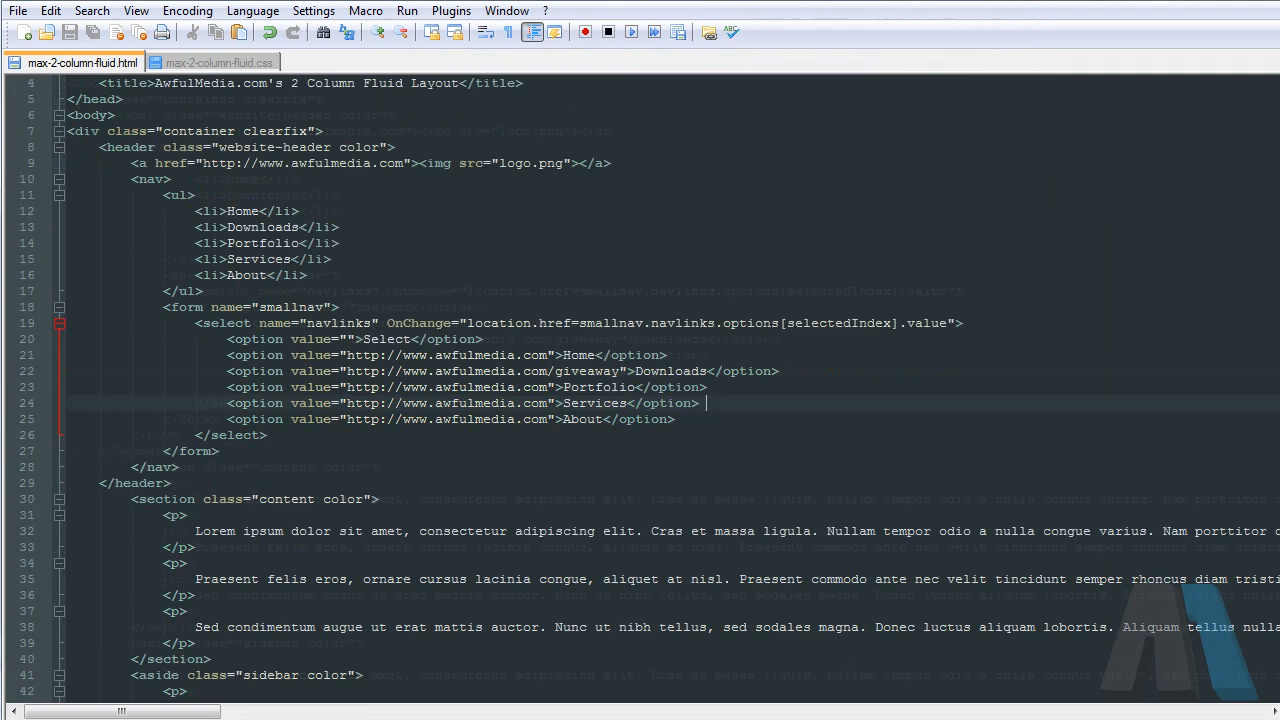 File Edit Search View Encoding Language Settings Macro Run Plugins Window ?
max-2-column-fluid.html max-2-column-fluid.css
4 <title>AwfulMedia.com's 2 Column Fluid Layout</title>
5 </head>
6 <body>
7 <div class="container clearfix">
8 <header class="website-header color">
9 <a href="http://www.awfulmedia.com"><img src="logo.png"></a>
10 <nav>
11 <ul>
12 <li>Home</li>
13 <li>Downloads</li>
14 <li>Portfolio</li>
15 <li>Services</li>
16 <li>About</li>
17 </ul>
18 <form name="smallnav">
19 <select name="navlinks" OnChange="location.href=smallnav.navlinks.options[selectedIndex].value">
20 <option value="">Select</option>
21 <option value="http://www.awfulmedia.com">Home</option>
22 <option value="http://www.awfulmedia.com/giveaway">Downloads</option>
23 <option value="http://www.awfulmedia.com">Portfolio</option>
24 <option value="http://www.awfulmedia.com">Services</option>
25 <option value="http://www.awfulmedia.com">About</option>
26 </select>
27 </form>
28 </nav>
29 </header>
30 <section class="content color">
31 <p>
32 Lorem ipsum dolor sit amet, consectetur adipiscing elit. Cras et massa ligula. Nullam tempor odio a nulla congue varius. Nam porttitor
33 </p>
34 <p>
35 Praesent felis eros, ornare cursus lacinia congue, aliquet at nisl. Praesent commodo ante nec velit tincidunt semper rhoncus diam tristi
36 </p>
37 <p>
38 Sed condimentum augue ut erat mattis auctor. Nunc ut nibh tellus, sed sodales magna. Donec luctus aliquam lobortis. Aliquam tellus nulla
39 </p>
40 </section>
41 <aside class="sidebar color">
42 <p>